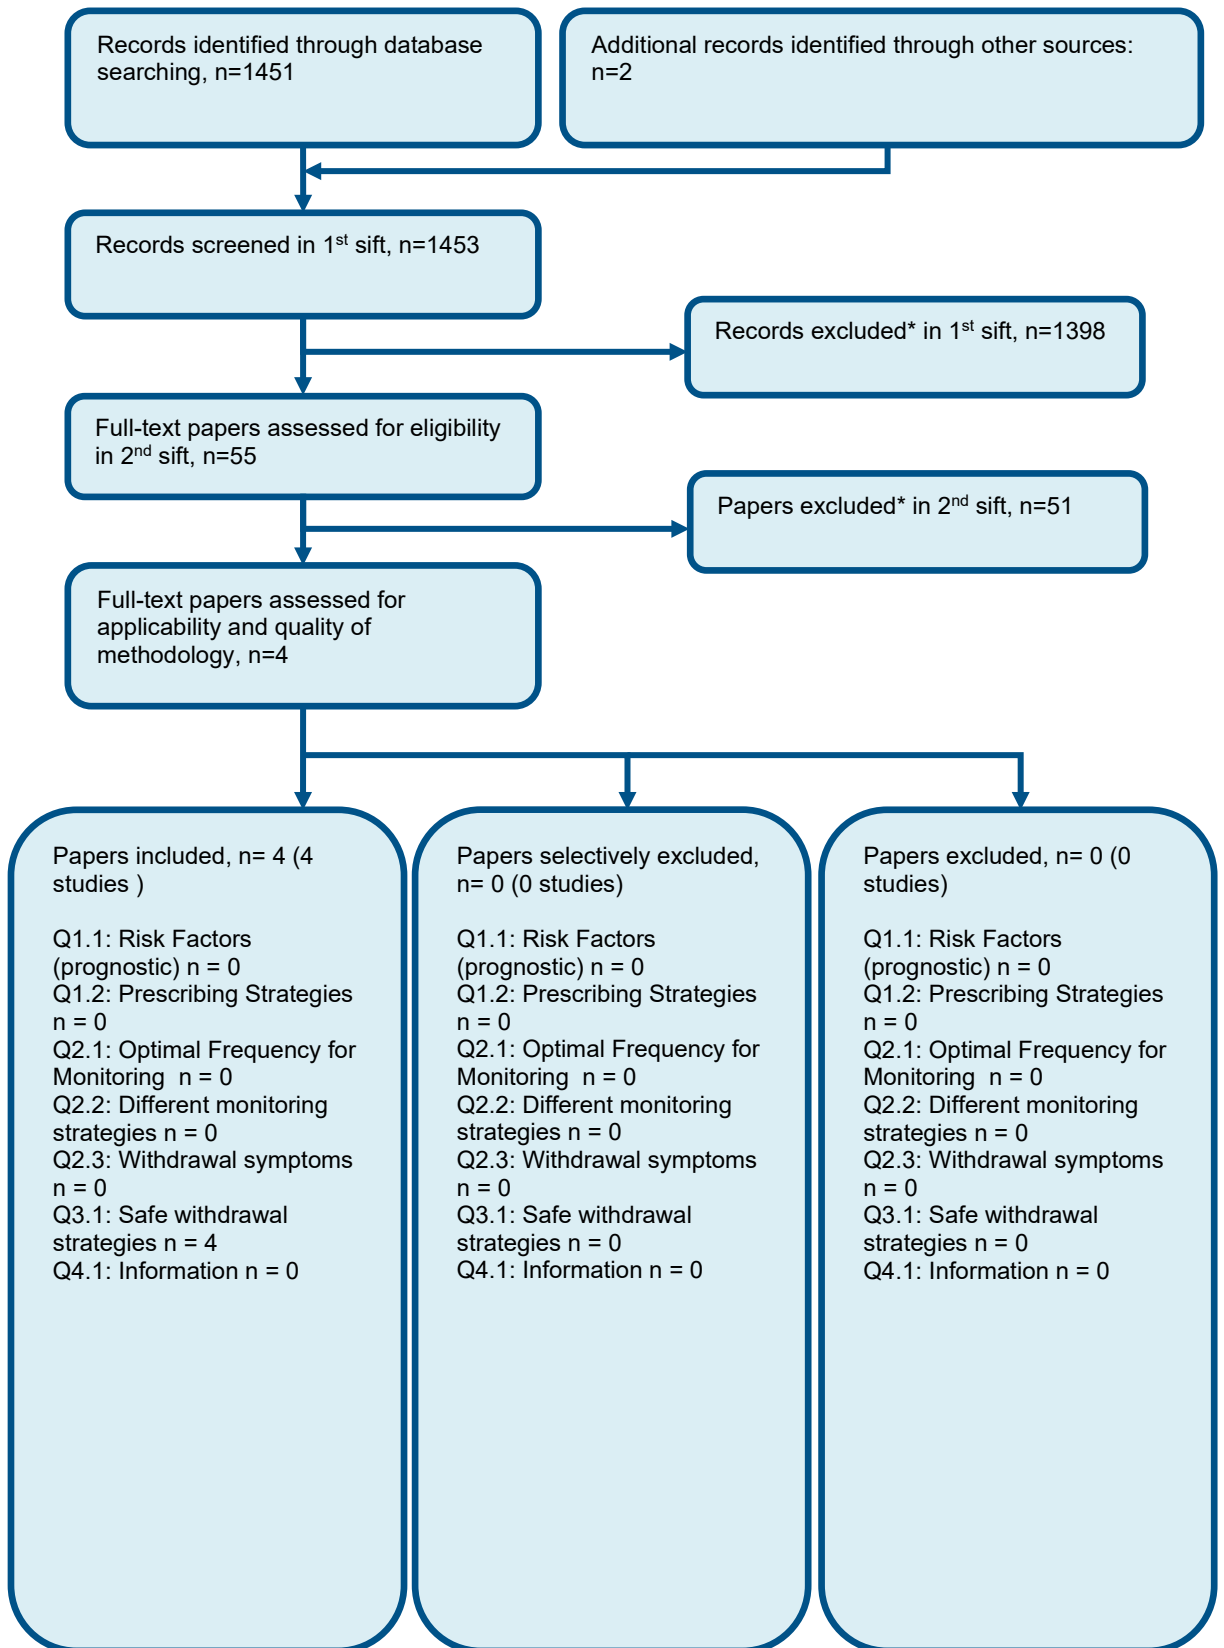 Records identified through database
searching, n=1451
Additional records identified through other sources:
n=2
Records screened in 1st sift, n=1453
Records excluded* in 1st sift, n=1398
Full-text papers assessed for eligibility
in 2nd sift, n=55
Papers excluded* in 2nd sift, n=51
Full-text papers assessed for
applicability and quality of
methodology, n=4
Papers included, n= 4 (4
studies )
Q1.1: Risk Factors
(prognostic) n = 0
Q1.2: Prescribing Strategies
n = 0
Q2.1: Optimal Frequency for
Monitoring  n = 0
Q2.2: Different monitoring
strategies n = 0
Q2.3: Withdrawal symptoms
n = 0
Q3.1: Safe withdrawal
strategies n = 4
Q4.1: Information n = 0
Papers selectively excluded,
n= 0 (0 studies)
Q1.1: Risk Factors
(prognostic) n = 0
Q1.2: Prescribing Strategies
n = 0
Q2.1: Optimal Frequency for
Monitoring  n = 0
Q2.2: Different monitoring
strategies n = 0
Q2.3: Withdrawal symptoms
n = 0
Q3.1: Safe withdrawal
strategies n = 0
Q4.1: Information n = 0
Papers excluded, n= 0 (0
studies)
Q1.1: Risk Factors
(prognostic) n = 0
Q1.2: Prescribing Strategies
n = 0
Q2.1: Optimal Frequency for
Monitoring  n = 0
Q2.2: Different monitoring
strategies n = 0
Q2.3: Withdrawal symptoms
n = 0
Q3.1: Safe withdrawal
strategies n = 0
Q4.1: Information n = 0